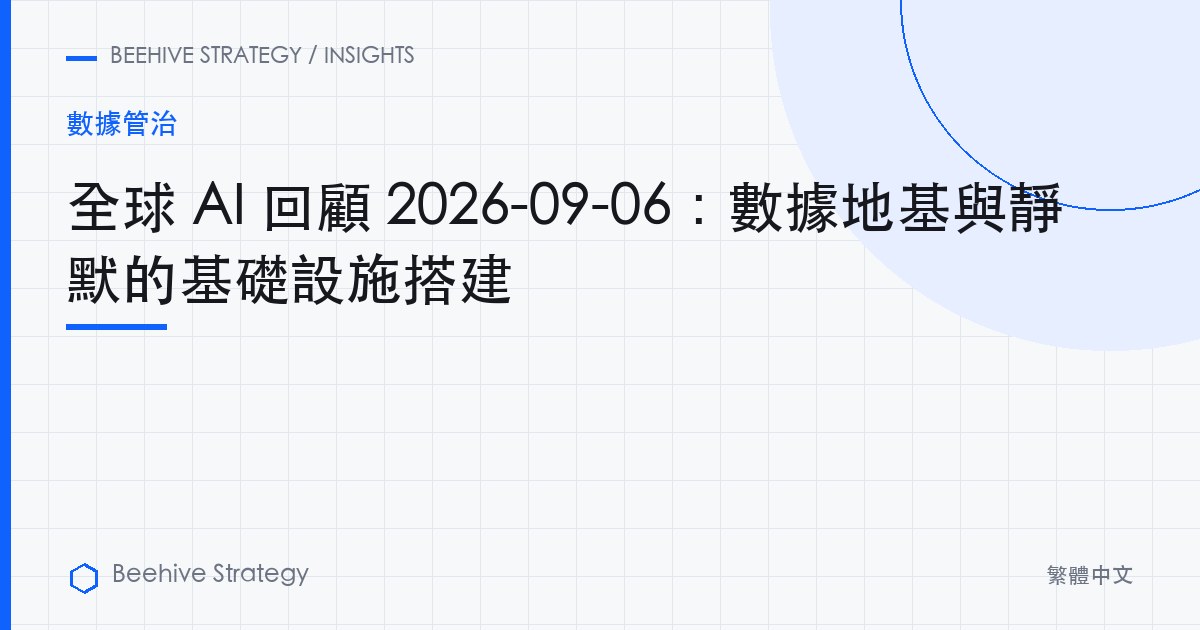 BEEHIVE STRATEGY / INSIGHTS
數據管治
全球 AI 回顧 2026-09-06：數據地基與靜
默的基礎設施搭建
Beehive Strategy
繁體中文